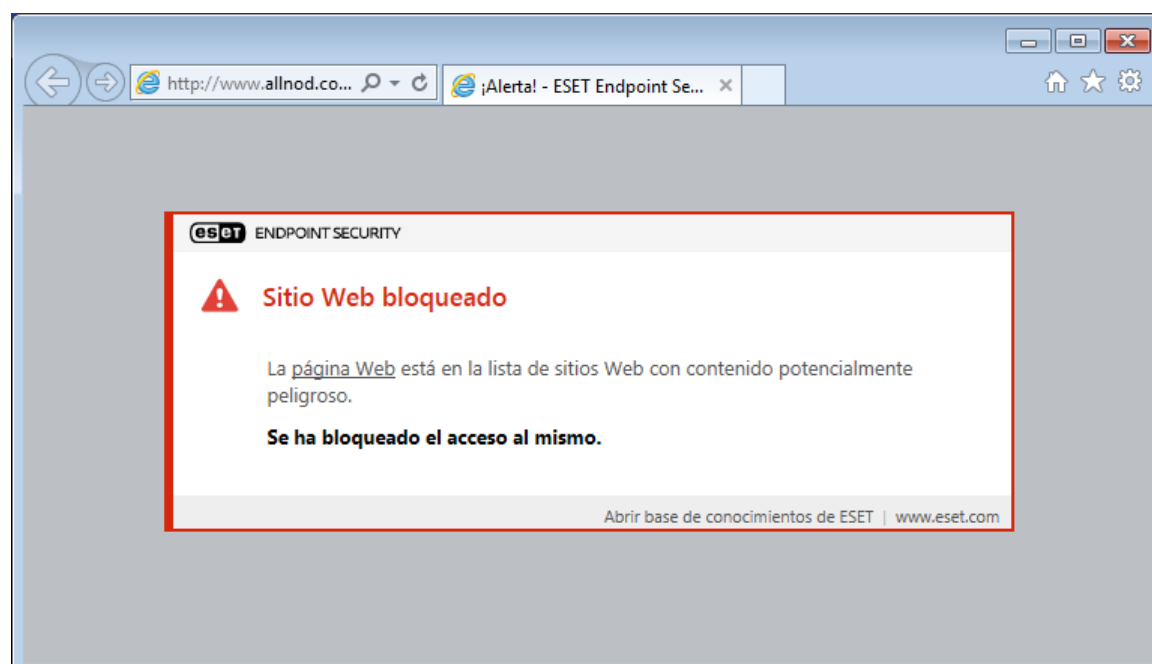 http://www.allnod.co... ¡Alerta! - ESET Endpoint Se...
eset ENDPOINT SECURITY
Sitio Web bloqueado
La página Web está en la lista de sitios Web con contenido potencialmente
peligroso.
Se ha bloqueado el acceso al mismo.
Abrir base de conocimientos de ESET | www.eset.com